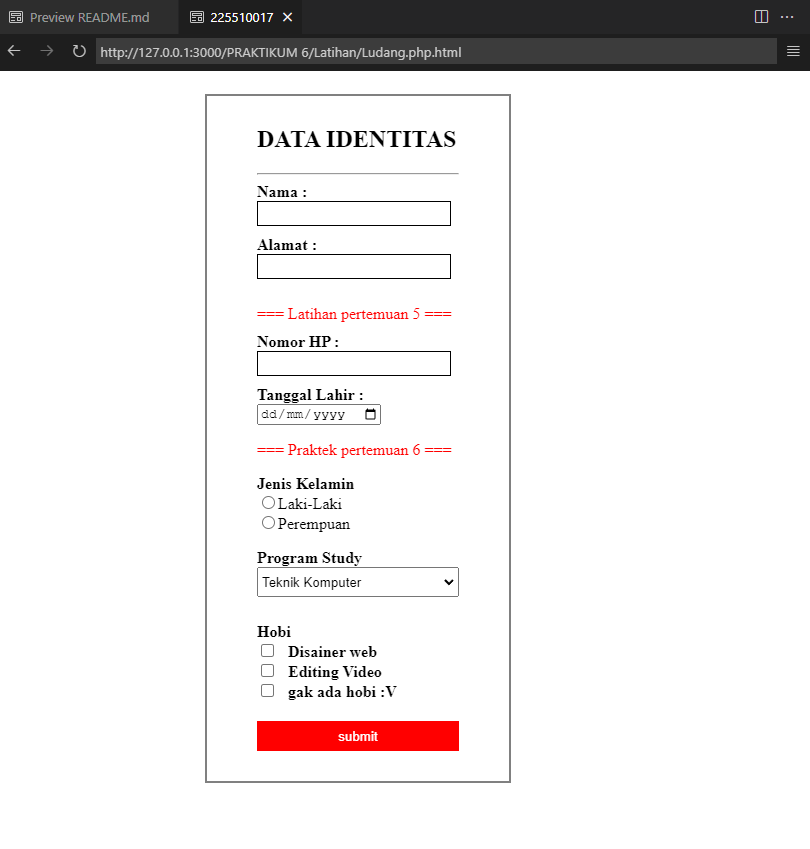 Preview README.md
225510017
http://127.0.0.1:3000/PRAKTIKUM 6/Latihan/Ludang.php.html
DATA IDENTITAS
Nama :
Alamat :
=== Latihan pertemuan 5 ===
Nomor HP :
Tanggal Lahir :
dd/mm/yyyy
=== Praktek pertemuan 6 ===
Jenis Kelamin
Laki-Laki
Perempuan
Program Study
Teknik Komputer
Hobi
Disainer web
Editing Video
gak ada hobi :V
submit